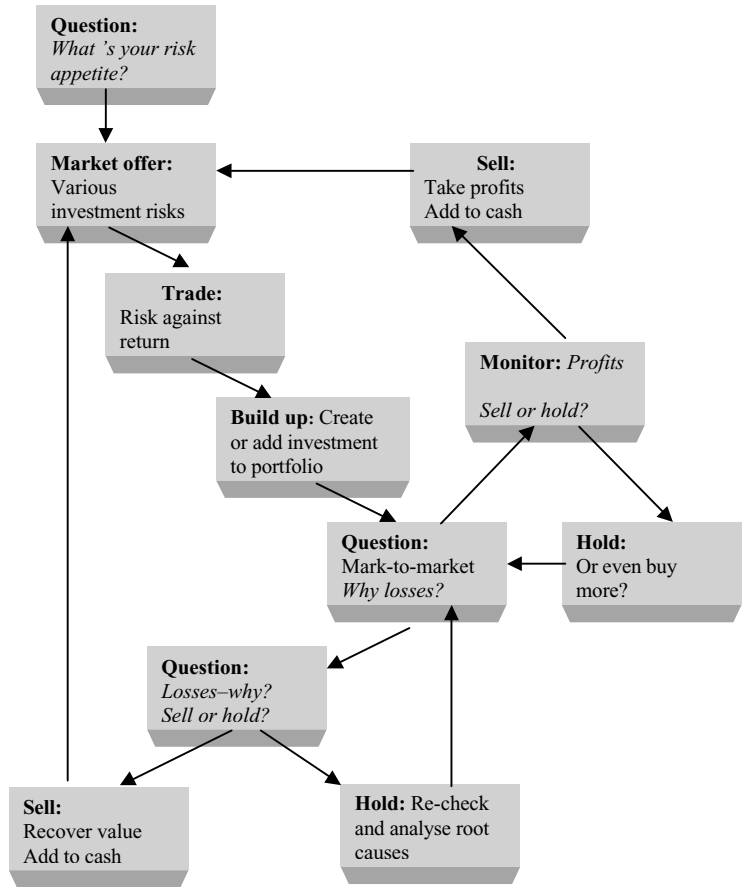 Question:
What 's your risk
appetite?
Market offer:
Various
investment risks
Sell:
Take profits
Add to cash
Trade:
Risk against
return
Monitor: Profits
Sell or hold?
Build up: Create
or add investment
to portfolio
Question:
Mark-to-market
Why losses?
Hold:
Or even buy
more?
Question:
Losses–why?
Sell or hold?
Sell:
Recover value
Add to cash
Hold: Re-check
and analyse root
causes